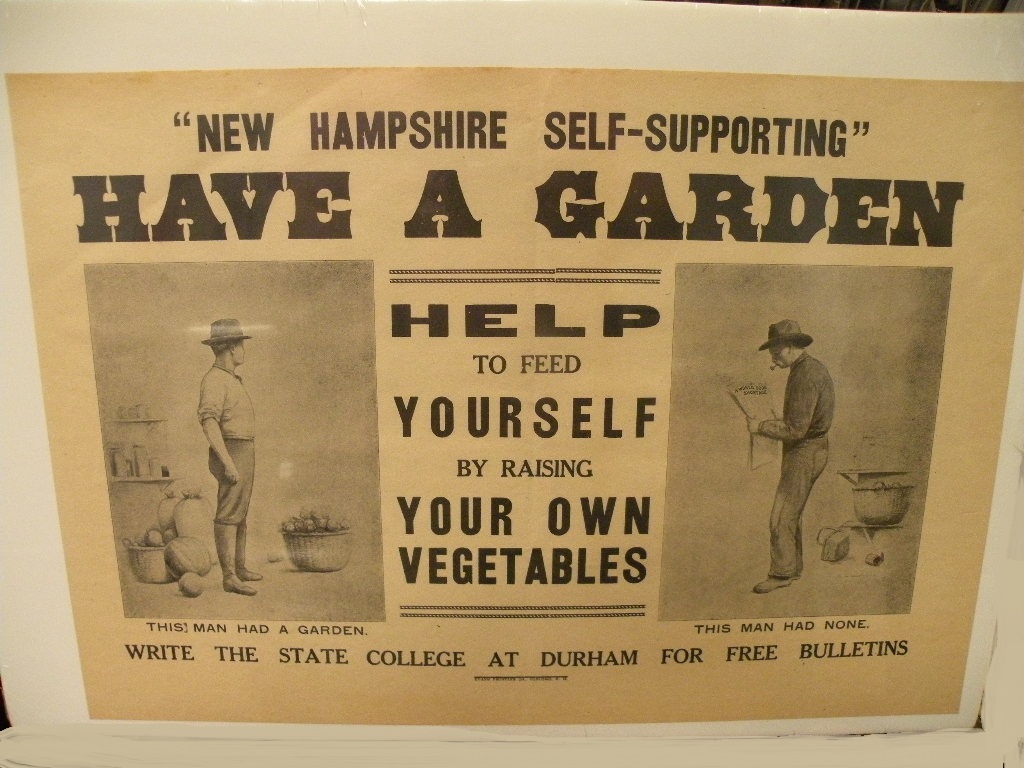 "NEW HAMPSHIRE SELF-SUPPORTING"
HAVE A GARDEN
HELP
TO FEED
YOURSELF
BY RAISING
YOUR OWN
VEGETABLES
THIS MAN HAD A GARDEN.
THIS MAN HAD NONE.
WRITE THE STATE COLLEGE AT DURHAM FOR FREE BULLETINS